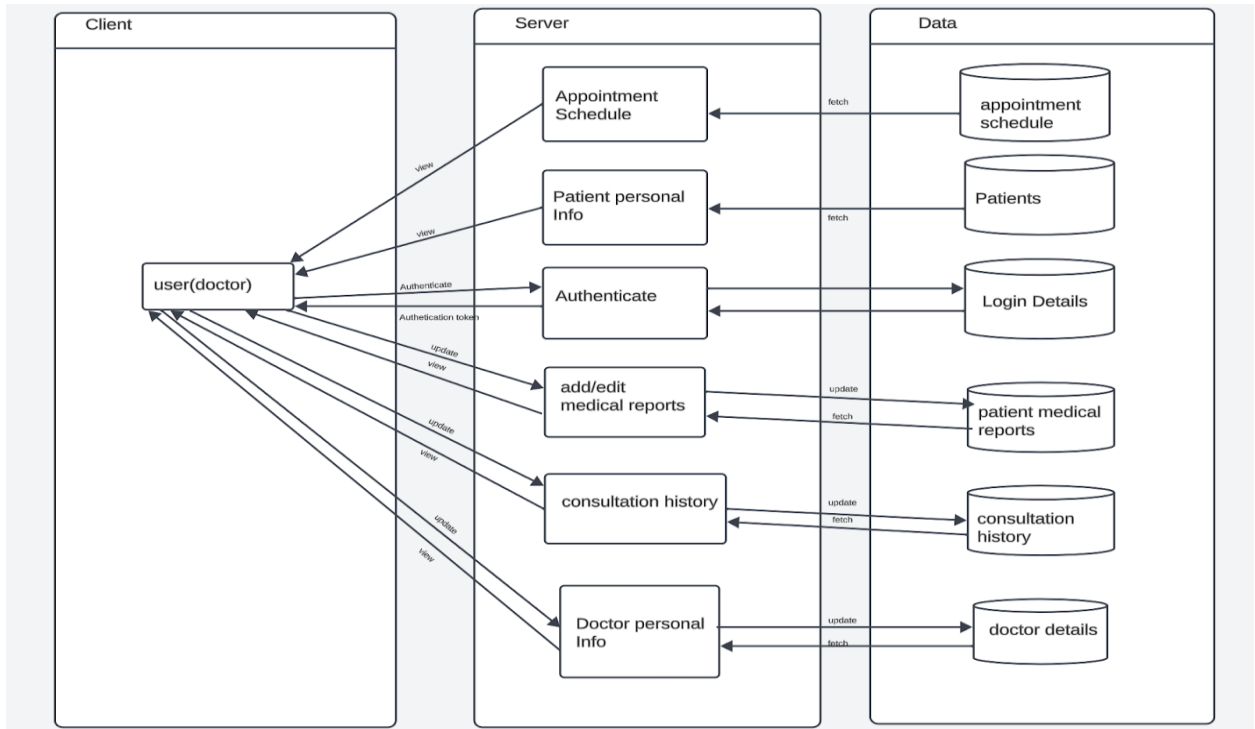 Client
Server
Data
Appointment
Schedule
fetch
appointment
schedule
view
Patient personal
Info
fetch
Patients
view
user(doctor)
Authenticate
Authetication token
Authenticate
Login Details
update
view
add/edit
medical reports
update
fetch
patient medical
reports
update
view
consultation history
update
fetch
consultation
history
update
view
Doctor personal
Info
update
fetch
doctor details